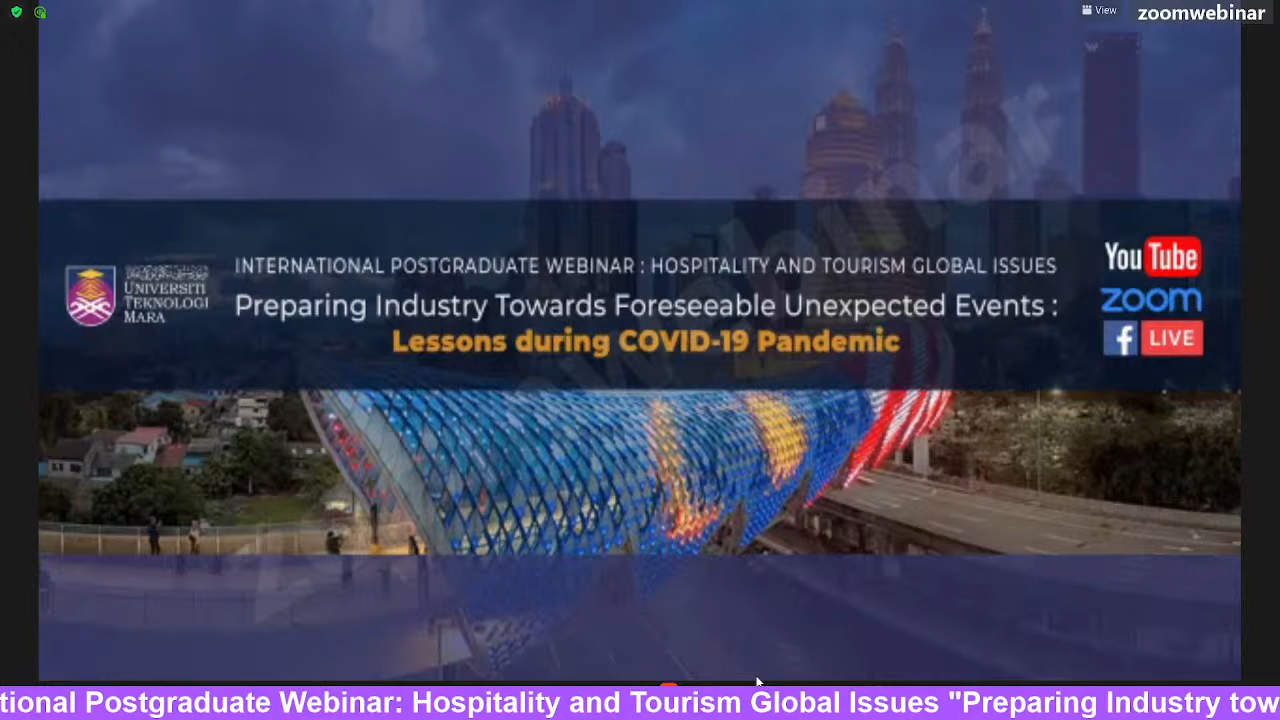 View
zoomwebinar
INTERNATIONAL POSTGRADUATE WEBINAR : HOSPITALITY AND TOURISM GLOBAL ISSUES
Preparing Industry Towards Foreseeable Unexpected Events :
Lessons during COVID-19 Pandemic
UNIVERSITI
TEKNOLOGI
MARA
YouTube
zoom
f LIVE
tional Postgraduate Webinar: Hospitality and Tourism Global Issues "Preparing Industry tow